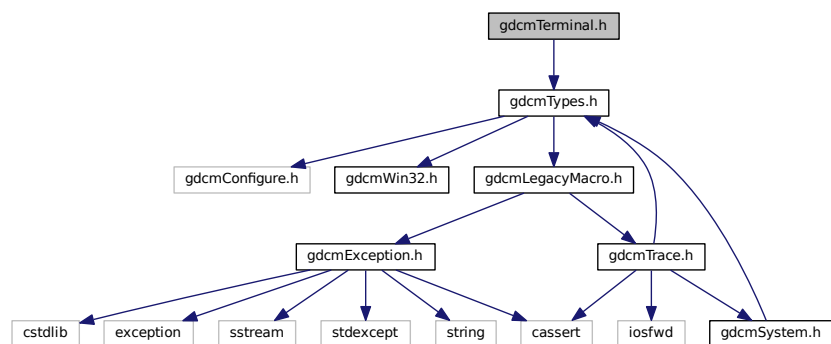 gdcmTerminal.h
gdcmTypes.h
gdcmConfigure.h
gdcmWin32.h
gdcmLegacyMacro.h
gdcmException.h
gdcmTrace.h
cstdlib
exception
sstream
stdexcept
string
cassert
iosfwd
gdcmSystem.h